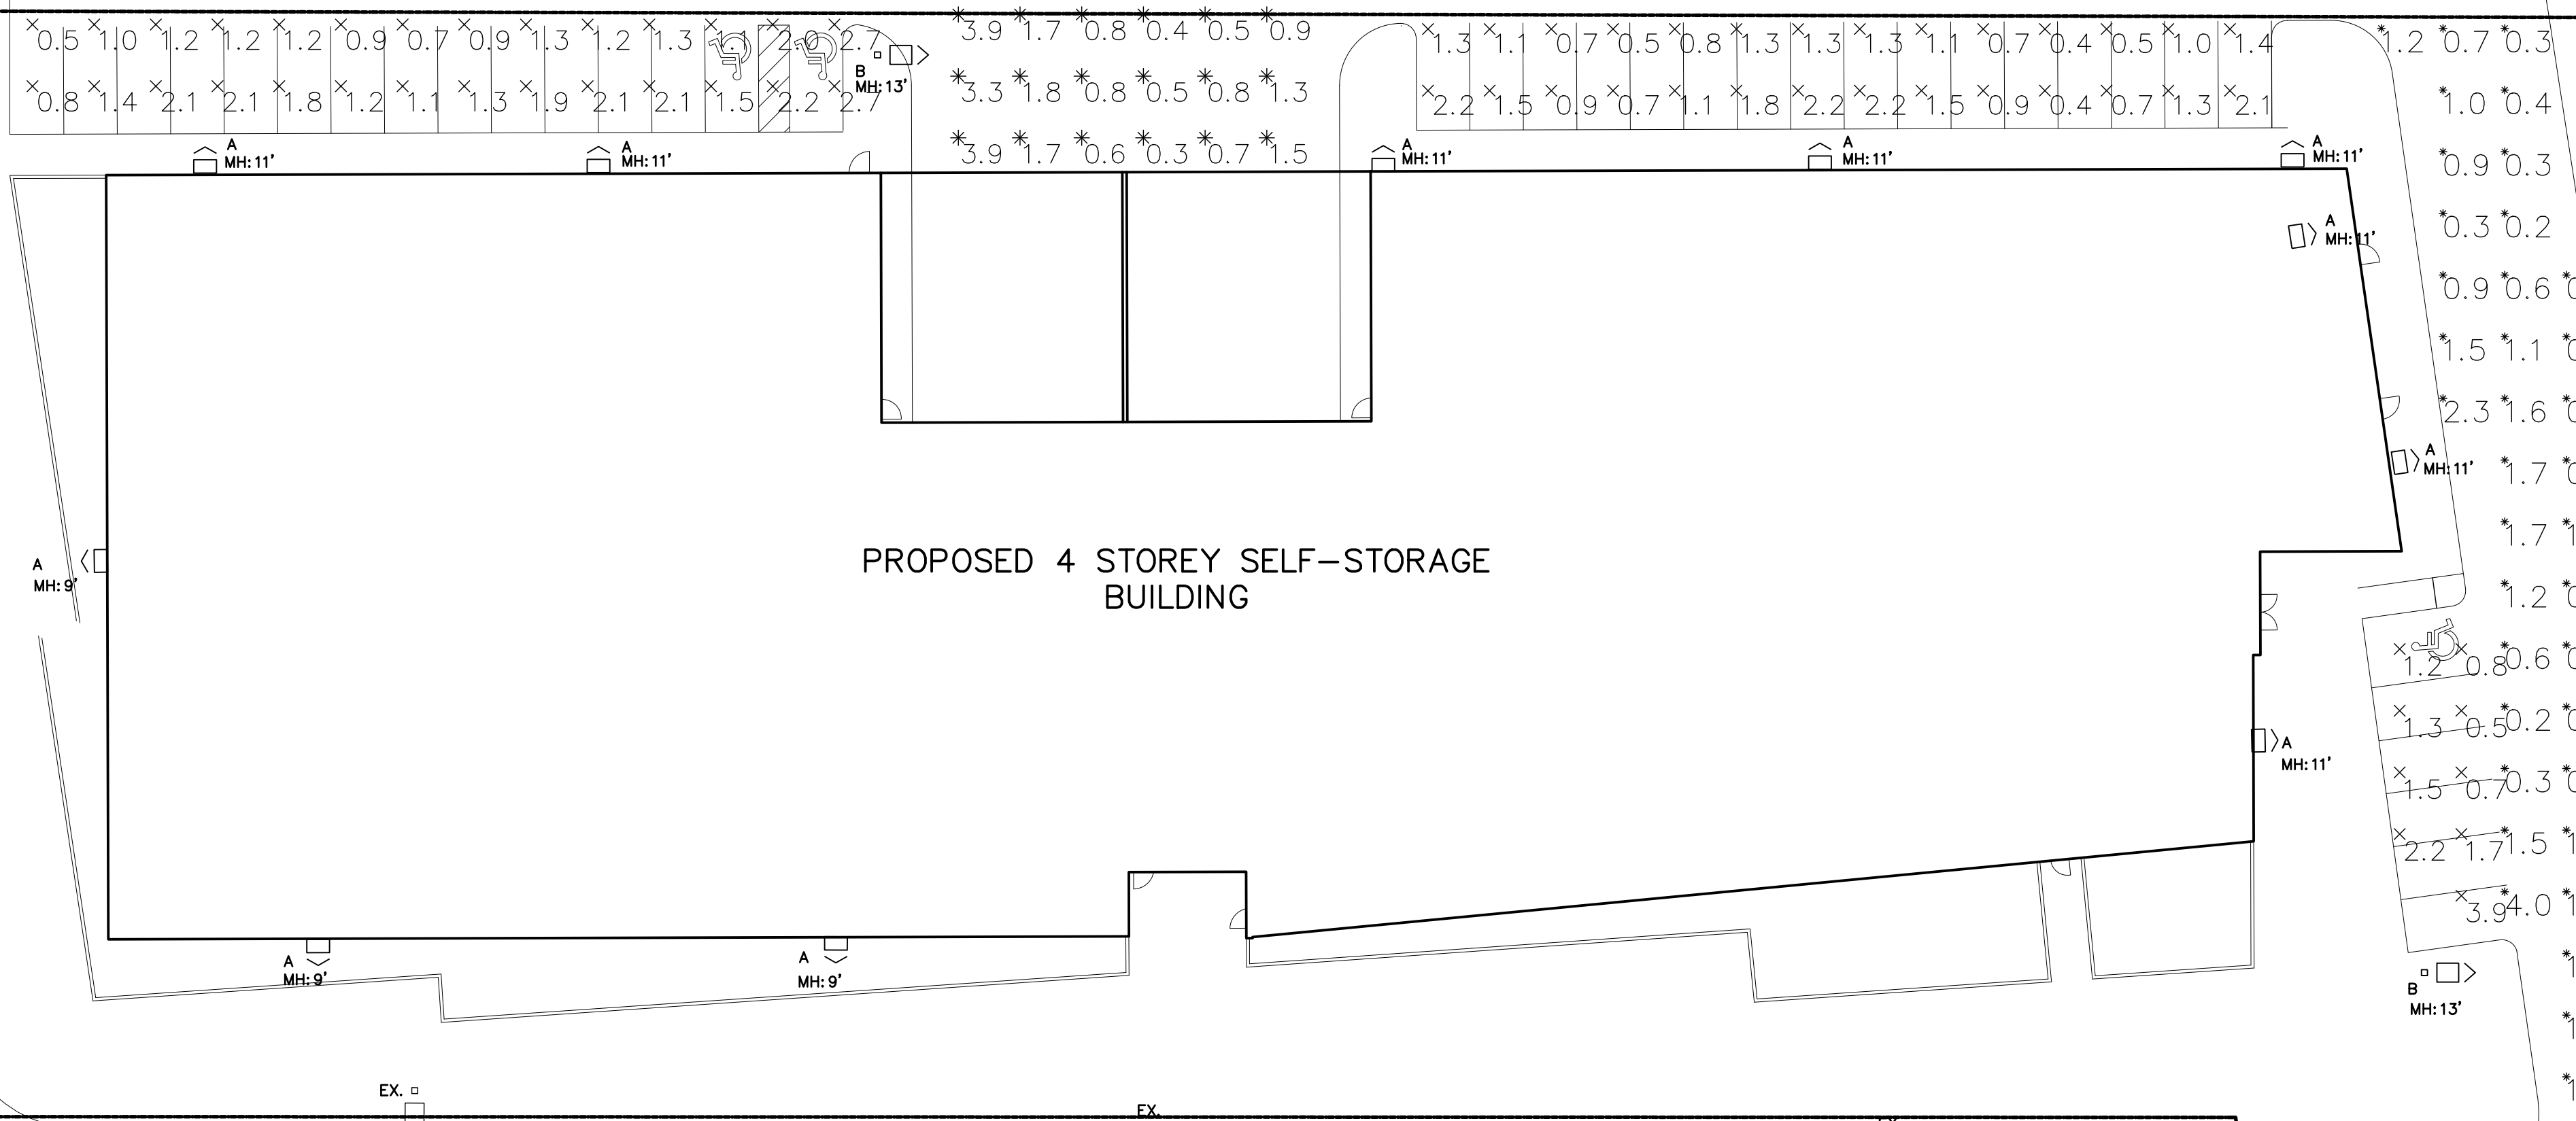 0.5 1.0 1.2 1.2 1.2 0.9 0.7 0.9 1.3 1.2 1.3 1.1 2.0 2.7
3.9 1.7 0.8 0.4 0.5 0.9
1.3 1.1 0.7 0.5 0.8 1.3 1.3 1.3 1.1 0.7 0.4 0.5 1.0 1.4
1.2 0.7 0.3
B
MH:13'
0.8 1.4 2.1 2.1 1.8 1.2 1.1 1.3 1.9 2.1 2.1 1.5 2.2 2.7
3.3 1.8 0.8 0.5 0.8 1.3
2.2 1.5 0.9 0.7 1.1 1.8 2.2 2.2 1.5 0.9 0.4 0.7 1.3 2.1
1.0 0.4
3.9 1.7 0.6 0.3 0.7 1.5
A
MH:11'
A
MH:11'
A
MH:11'
A
MH:11'
A
MH:11'
0.9 0.3
0.3 0.2
A
MH:11'
0.9 0.6
1.5 1.1
2.3 1.6
A
MH:11'
1.7
1.7
PROPOSED 4 STOREY SELF-STORAGE
BUILDING
A
MH:9'
1.2
1.2 0.8 0.6
1.3 0.5 0.2
A
MH:11'
1.5 0.7 0.3
2.2 1.7 1.5
3.9 4.0
A
MH:9'
A
MH:9'
B
MH:13'
EX.
EX.